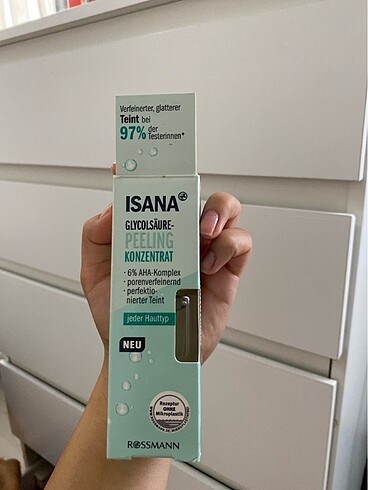 Verfeinerter, glatterer
Teint bei
97% der
Testerinnen*
ISANA
GLYCOLSÄURE-
PEELING
KONZENTRAT
· 6% AHA-Komplex
· porenverfeinernd
· perfektio-
nierter Teint
jeder Hauttyp
NEU
Rezeptur
OHNE
Mikroplastik
ROSSMANN